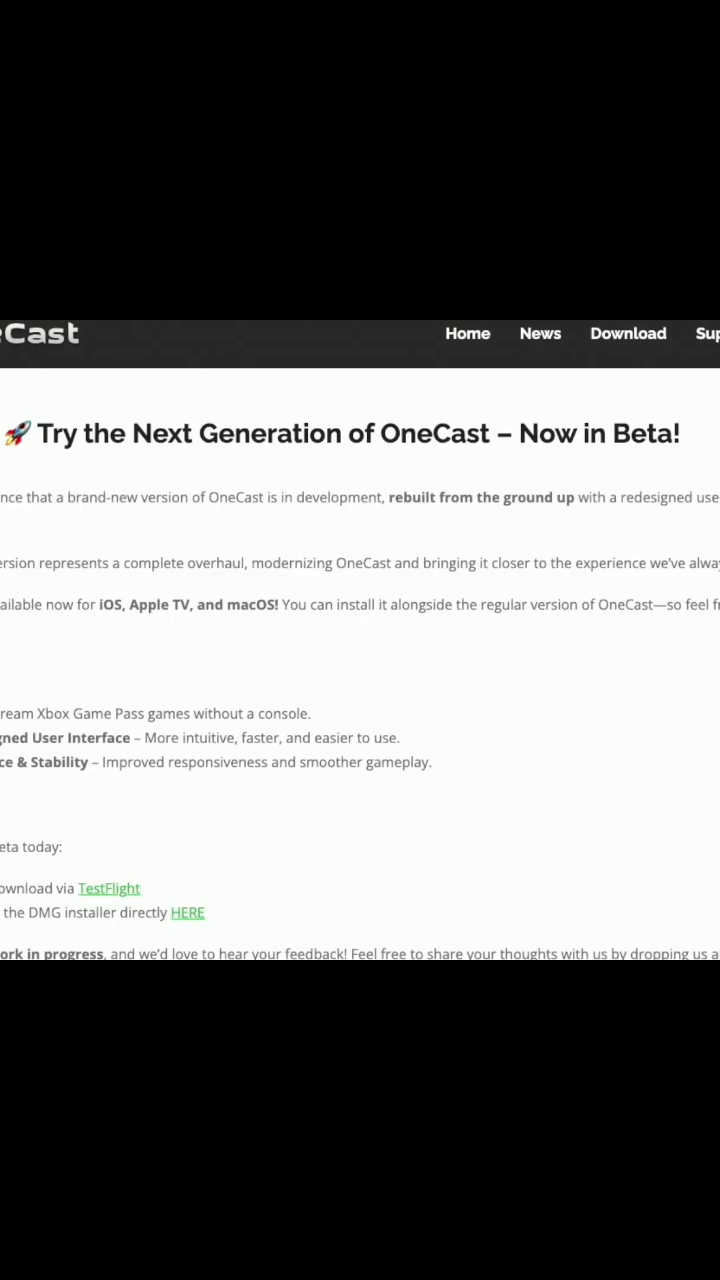 eCast
Home News Download Sup
🚀 Try the Next Generation of OneCast – Now in Beta!
nce that a brand-new version of OneCast is in development, rebuilt from the ground up with a redesigned use
ersion represents a complete overhaul, modernizing OneCast and bringing it closer to the experience we've alway
ailable now for iOS, Apple TV, and macOS! You can install it alongside the regular version of OneCast—so feel fr
ream Xbox Game Pass games without a console.
gned User Interface – More intuitive, faster, and easier to use.
ce & Stability – Improved responsiveness and smoother gameplay.
eta today:
ownload via TestFlight
the DMG installer directly HERE
ork in progress, and we'd love to hear your feedback! Feel free to share your thoughts with us by dropping us a